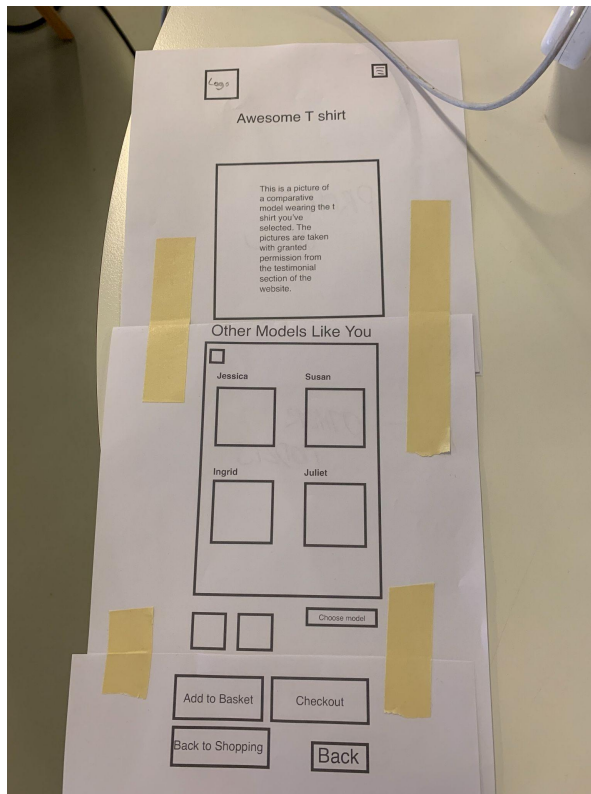 Logo
Awesome T shirt
This is a picture of
a comparative
model wearing the t
shirt you've
selected. The
pictures are taken
with granted
permission from
the testimonial
section of the
website.
Other Models Like You
Jessica
Susan
Ingrid
Juliet
Choose model
Add to Basket
Checkout
Back to Shopping
Back